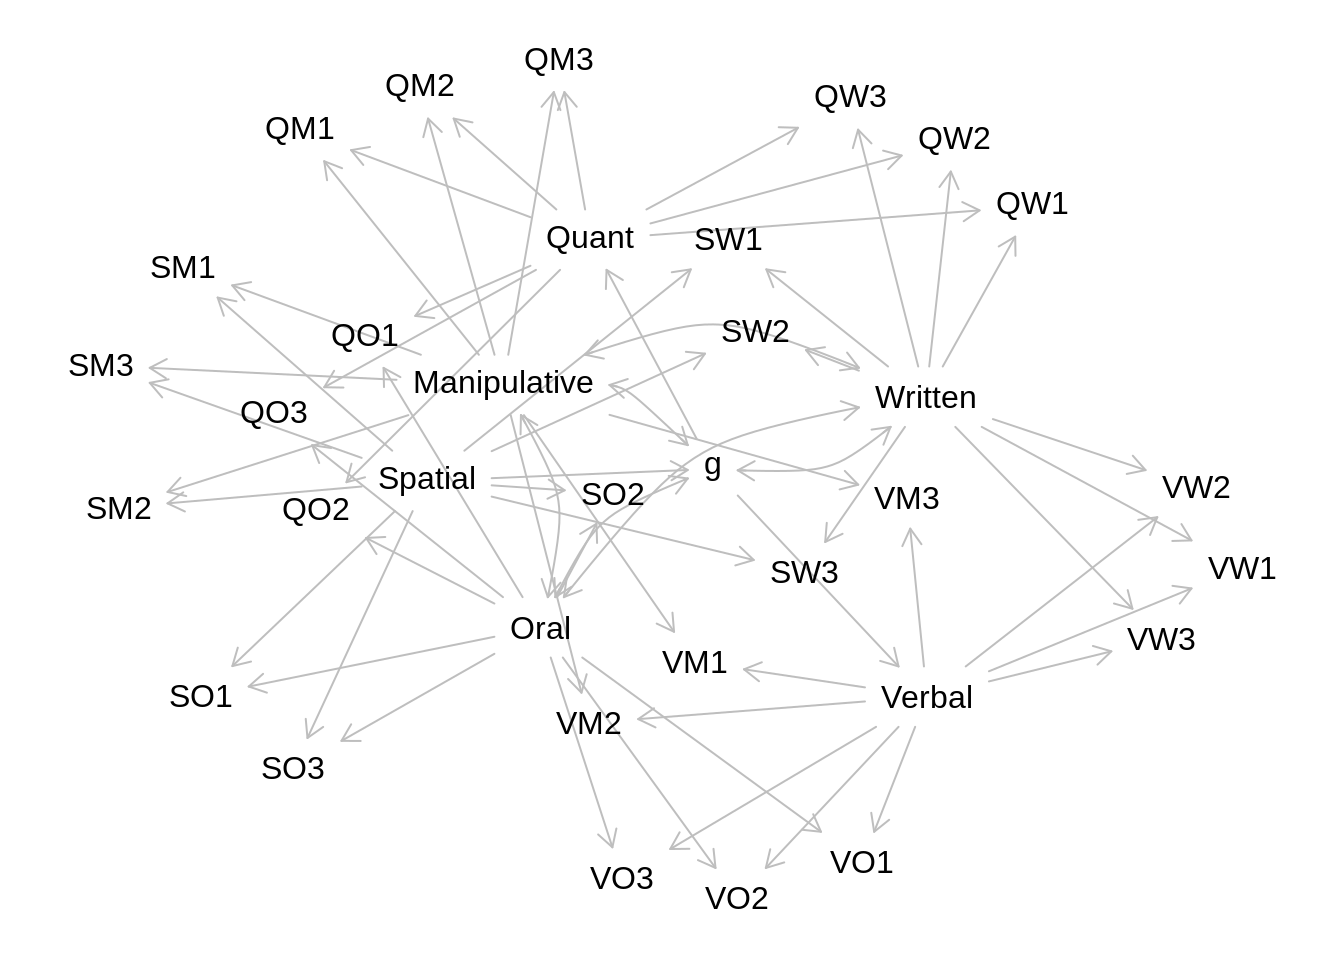 QM3
QM2
QW3
QM1
QW2
QW1
Quant
SW1
SM1
QO1
SW2
SM3
Manipulative
Written
QO3
g
Spatial
SO2
VW2
VM3
SM2
QO2
SW3
VW1
Oral
VW3
VM1
SO1
Verbal
VM2
SO3
VO1
VO3
VO2